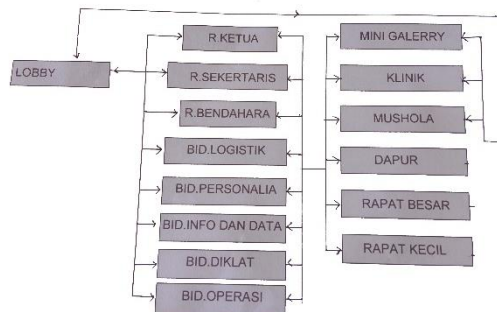 LOBBY
R.KETUA
R.SEKERTARIS
R.BENDAHARA
BID.LOGISTIK
BID.PERSONALIA
BID.INFO DAN DATA
BID.DIKLAT
BID.OPERASI
MINI GALERRY
KLINIK
MUSHOLA
DAPUR
RAPAT BESAR
RAPAT KECIL